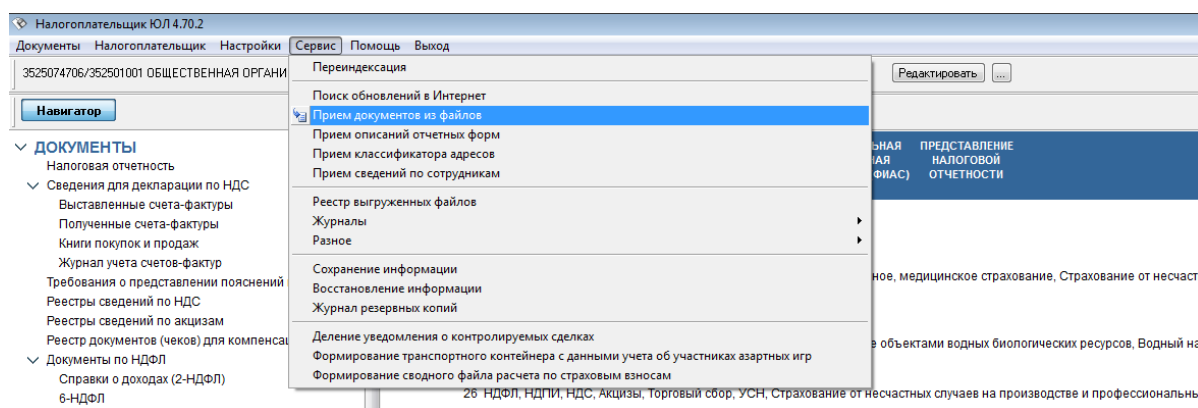 Налогоплательщик ЮЛ 4.70.2
Документы Налогоплательщик Настройки Сервис Помощь Выход
3525074706/352501001 ОБЩЕСТВЕННАЯ ОРГАНИ
Редактировать ...
Навигатор
Переиндексация
Поиск обновлений в Интернет
Прием документов из файлов
Прием описаний отчетных форм
Прием классификатора адресов
Прием сведений по сотрудникам
Реестр выгруженных файлов
Журналы
Разное
Сохранение информации
Восстановление информации
Журнал резервных копий
Деление уведомления о контролируемых сделках
Формирование транспортного контейнера с данными учета об участниках азартных игр
Формирование сводного файла расчета по страховым взносам
ДОКУМЕНТЫ
Налоговая отчетность
Сведения для декларации по НДС
Выставленные счета-фактуры
Полученные счета-фактуры
Книги покупок и продаж
Журнал учета счетов-фактур
Требования о представлении пояснений
Реестры сведений по НДС
Реестры сведений по акцизам
Реестр документов (чеков) для компенсац
Документы по НДФЛ
Справки о доходах (2-НДФЛ)
6-НДФЛ
ЬНАЯ
НАЯ
ФИАС)
ПРЕДСТАВЛЕНИЕ
НАЛОГОВОЙ
ОТЧЕТНОСТИ
ное, медицинское страхование, Страхование от несчаст
е объектами водных биологических ресурсов, Водный на
26 НДФЛ, НДПИ, НДС, Акцизы, Торговый сбор, УСН, Страхование от несчастных случаев на производстве и профессиональн